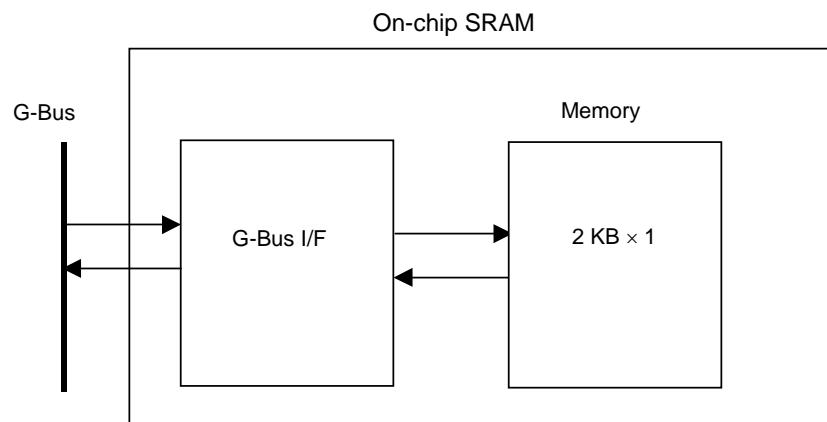 On-chip SRAM
G-Bus
Memory
G-Bus I/F
2 KB × 1